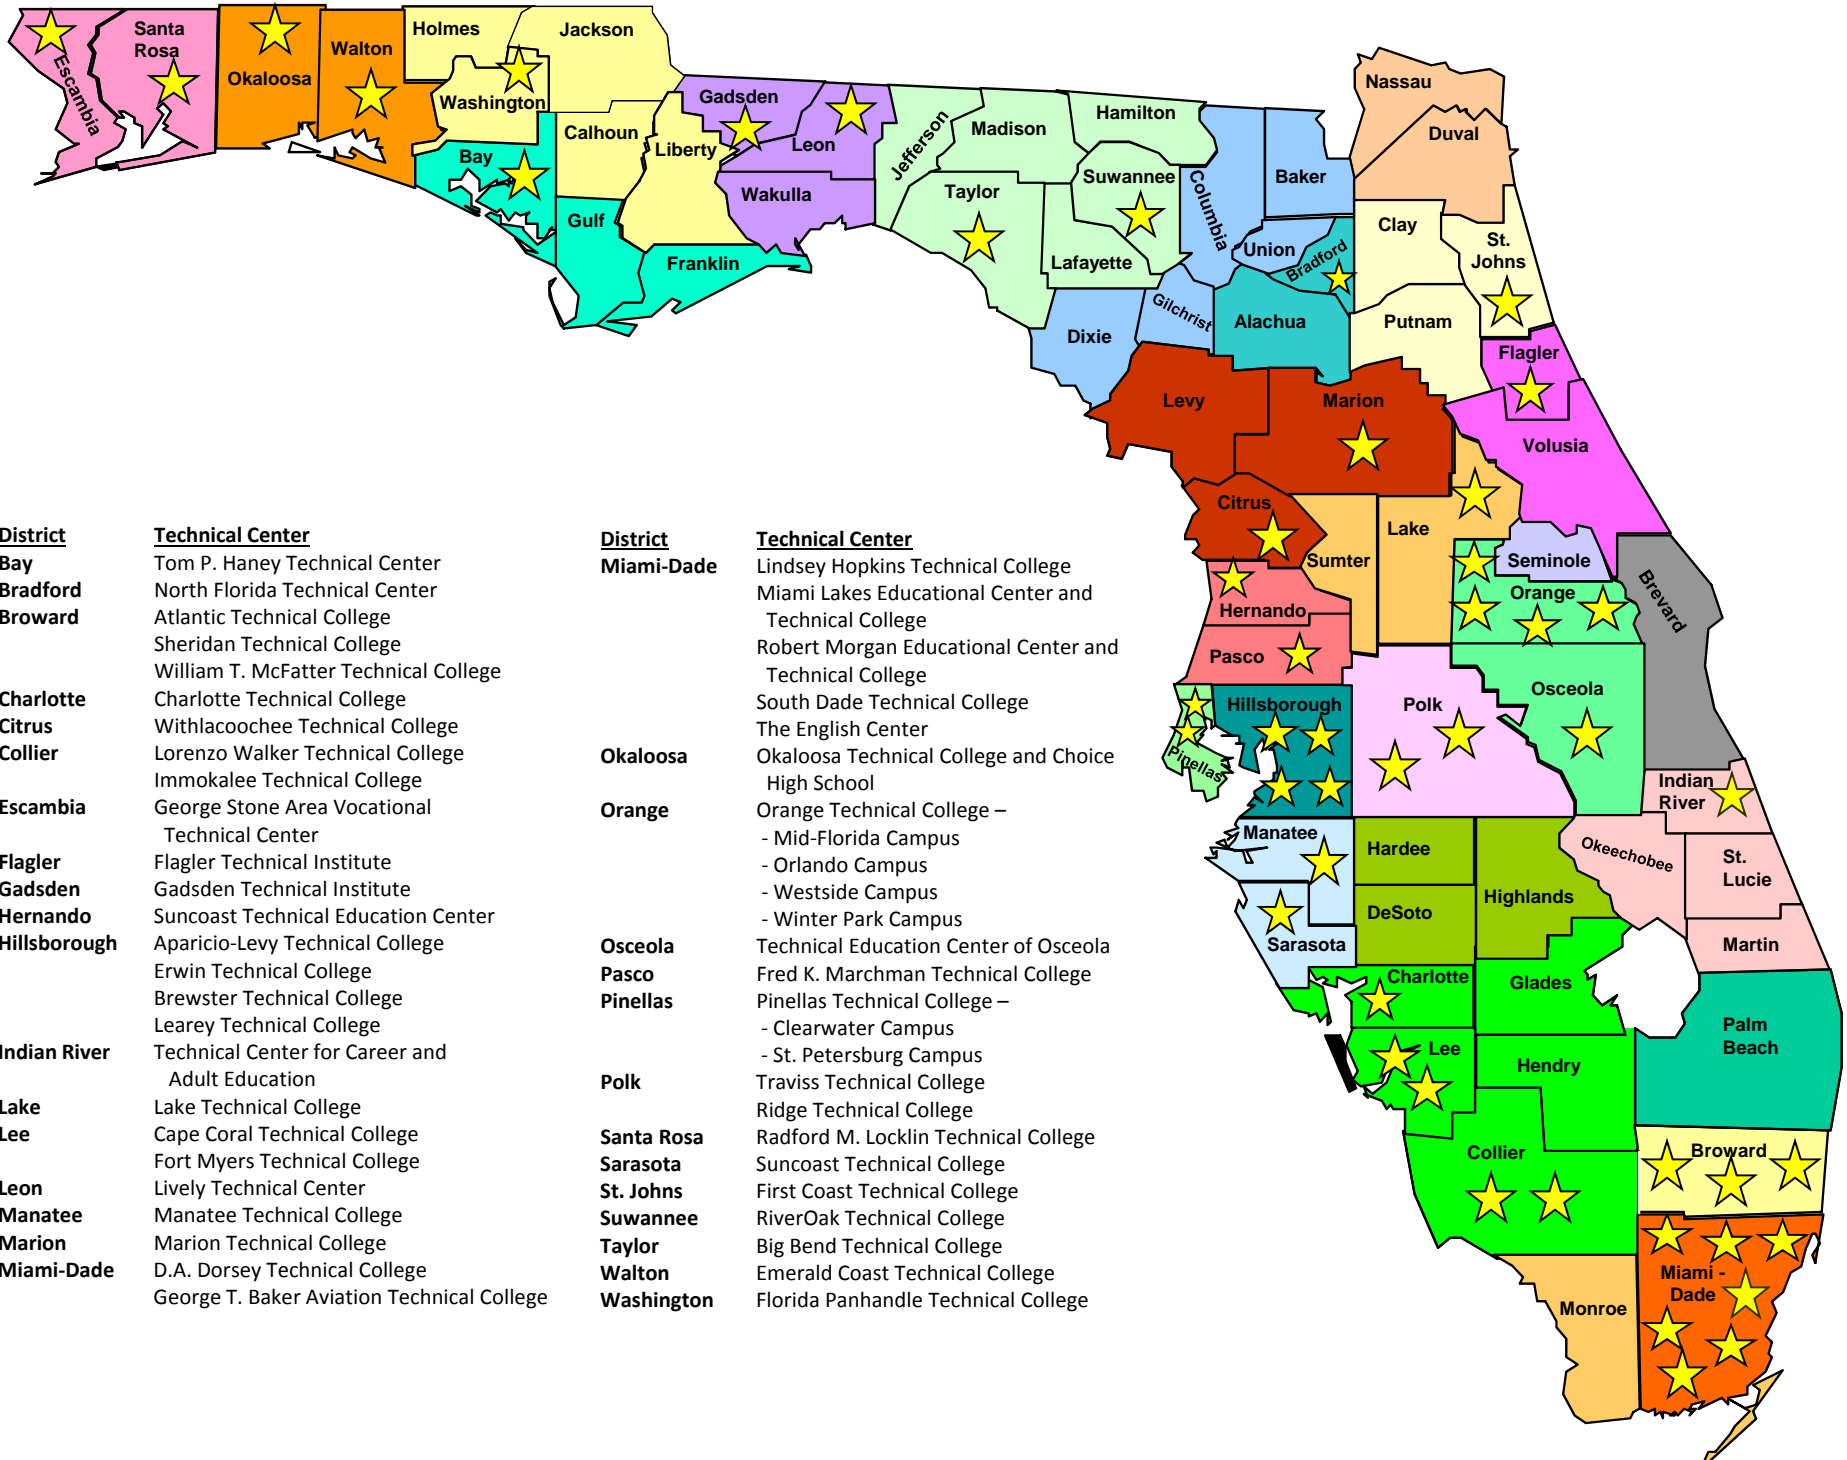 Escambia
Santa
Rosa
Okaloosa
Walton
Holmes
Jackson
Washington
Bay
Calhoun
Gulf
Liberty
Franklin
Gadsden
Leon
Wakulla
Jefferson
Madison
Hamilton
Taylor
Suwannee
Lafayette
Columbia
Baker
Union
Bradford
Nassau
Duval
Clay
St.
Johns
Dixie
Gilchrist
Alachua
Putnam
Flagler
Levy
Marion
Volusia
Citrus
Sumter
Lake
Seminole
Orange
Brevard
Hernando
Pasco
Pinellas
Hillsborough
Polk
Osceola
Indian
River
Manatee
Hardee
Highlands
Okeechobee
St.
Lucie
DeSoto
Sarasota
Martin
Charlotte
Glades
Lee
Hendry
Palm
Beach
Collier
Broward
Monroe
Miami -
Dade
District Technical Center
Bay Tom P. Haney Technical Center
Bradford North Florida Technical Center
Broward Atlantic Technical College
Sheridan Technical College
William T. McFatter Technical College
Charlotte Charlotte Technical College
Citrus Withlacoochee Technical College
Collier Lorenzo Walker Technical College
Immokalee Technical College
Escambia George Stone Area Vocational
Technical Center
Flagler Flagler Technical Institute
Gadsden Gadsden Technical Institute
Hernando Suncoast Technical Education Center
Hillsborough Aparicio-Levy Technical College
Erwin Technical College
Brewster Technical College
Learey Technical College
Indian River Technical Center for Career and
Adult Education
Lake Lake Technical College
Lee Cape Coral Technical College
Fort Myers Technical College
Leon Lively Technical Center
Manatee Manatee Technical College
Marion Marion Technical College
Miami-Dade D.A. Dorsey Technical College
George T. Baker Aviation Technical College
District Technical Center
Miami-Dade Lindsey Hopkins Technical College
Miami Lakes Educational Center and
Technical College
Robert Morgan Educational Center and
Technical College
South Dade Technical College
The English Center
Okaloosa Okaloosa Technical College and Choice
High School
Orange Orange Technical College –
- Mid-Florida Campus
- Orlando Campus
- Westside Campus
- Winter Park Campus
Osceola Technical Education Center of Osceola
Pasco Fred K. Marchman Technical College
Pinellas Pinellas Technical College –
- Clearwater Campus
- St. Petersburg Campus
Polk Traviss Technical College
Ridge Technical College
Santa Rosa Radford M. Locklin Technical College
Sarasota Suncoast Technical College
St. Johns First Coast Technical College
Suwannee RiverOak Technical College
Taylor Big Bend Technical College
Walton Emerald Coast Technical College
Washington Florida Panhandle Technical College